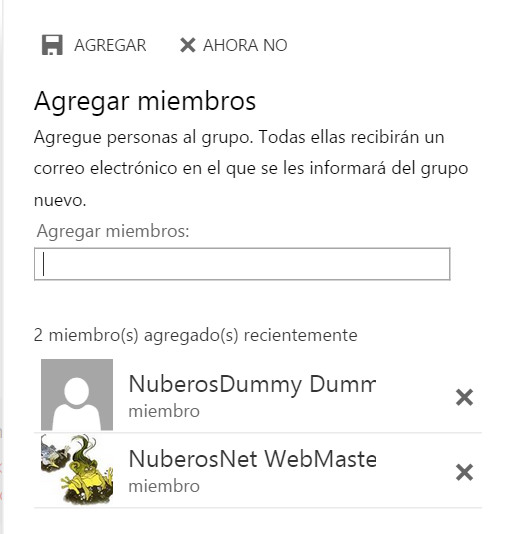 AGREGAR AHORA NO
Agregar miembros
Agregue personas al grupo. Todas ellas recibirán un
correo electrónico en el que se les informará del grupo
nuevo.
Agregar miembros:
2 miembro(s) agregado(s) recientemente
NuberosDummy Dumm
miembro
NuberosNet WebMaste
miembro